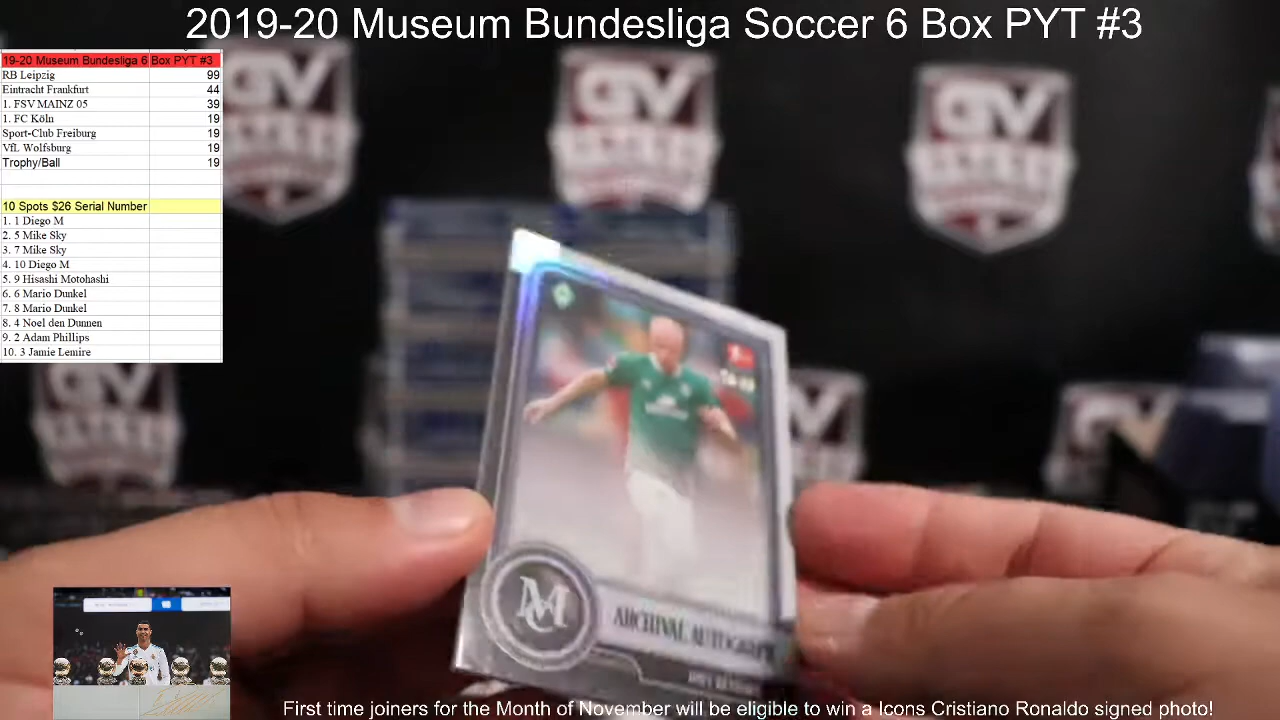 2019-20 Museum Bundesliga Soccer 6 Box PYT #3
19-20 Museum Bundesliga 6 Box PYT #3
RB Leipzig 99
Eintracht Frankfurt 44
1. FSV MAINZ 05 39
1. FC Köln 19
Sport-Club Freiburg 19
VfL Wolfsburg 19
Trophy/Ball 19
10 Spots $26 Serial Number
1. 1 Diego M
2. 5 Mike Sky
3. 7 Mike Sky
4. 10 Diego M
5. 9 Hisashi Motohashi
6. 6 Mario Dunkel
7. 8 Mario Dunkel
8. 4 Noel den Dunnen
9. 2 Adam Phillips
10. 3 Jamie Lemire
GV
GV
GV
MC
ARCHIVAL AUTOGRAPH
First time joiners for the Month of November will be eligible to win a Icons Cristiano Ronaldo signed photo!